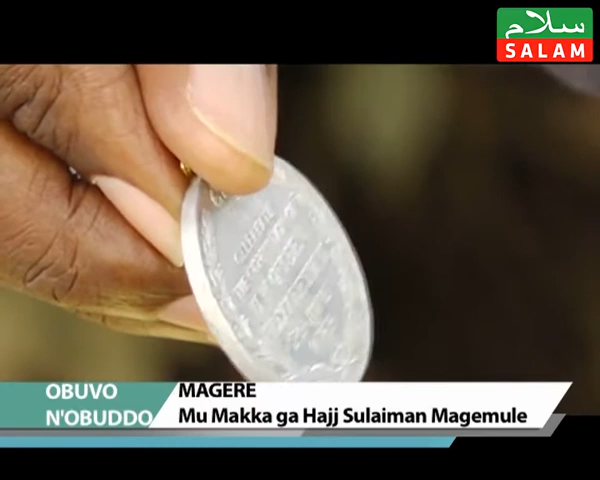 سلام
SALAM
OBUVO
N'OBUDDO
MAGERE
Mu Makka ga Hajj Sulaiman Magemule